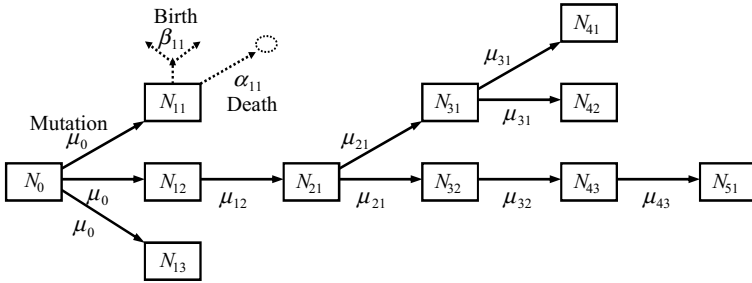 Birth
β₁₁
N₄₁
μ₃₁
α₁₁
Death
N₁₁
N₃₁
N₄₂
μ₃₁
Mutation
μ₀
μ₂₁
N₀
N₁₂
N₂₁
N₃₂
N₄₃
N₅₁
μ₀
μ₁₂
μ₂₁
μ₃₂
μ₄₃
μ₀
N₁₃